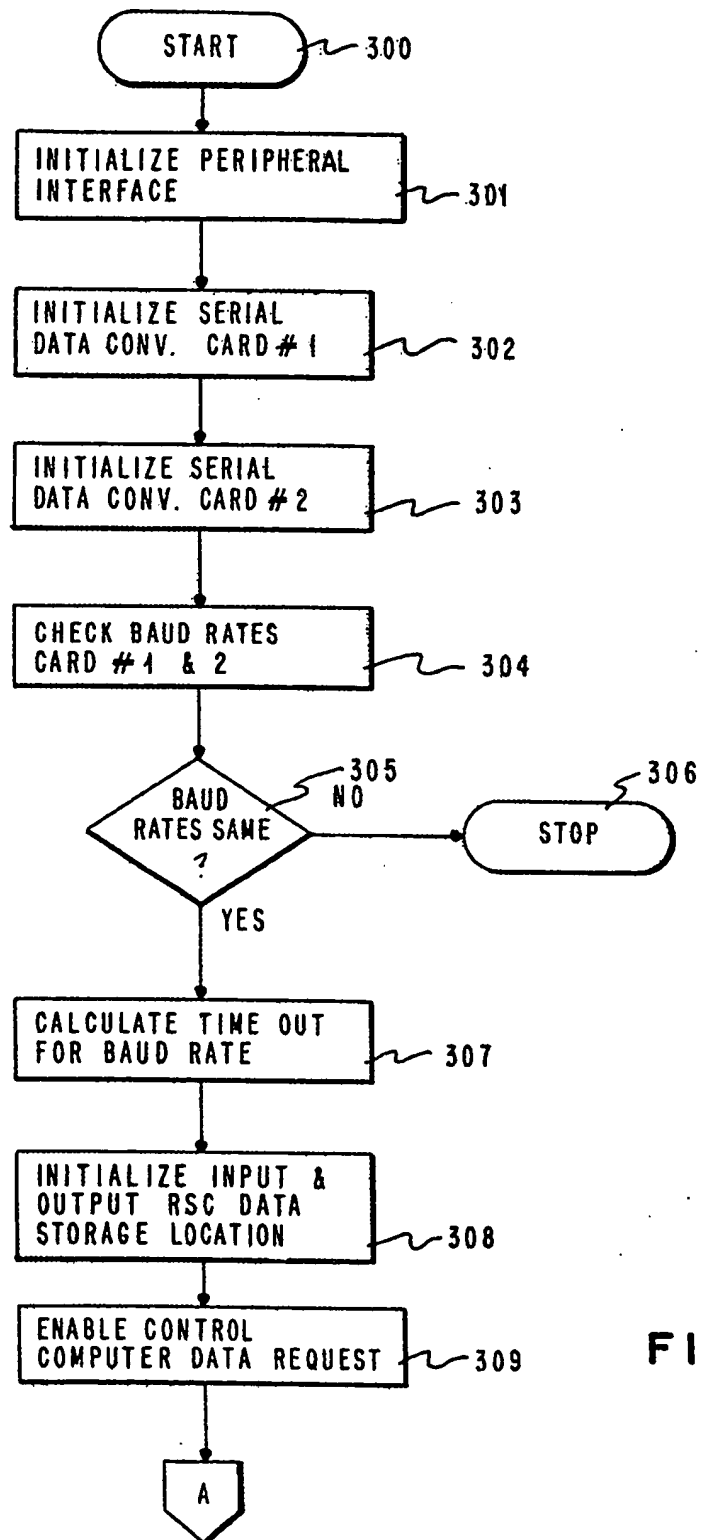 START
300
INITIALIZE PERIPHERAL
INTERFACE
301
INITIALIZE SERIAL
DATA CONV. CARD # 1
302
INITIALIZE SERIAL
DATA CONV. CARD # 2
303
CHECK BAUD RATES
CARD # 1 & 2
304
305
BAUD
RATES SAME
?
NO
306
STOP
YES
CALCULATE TIME OUT
FOR BAUD RATE
307
INITIALIZE INPUT &
OUTPUT RSC DATA
STORAGE LOCATION
308
ENABLE CONTROL
COMPUTER DATA REQUEST
309
FI
A